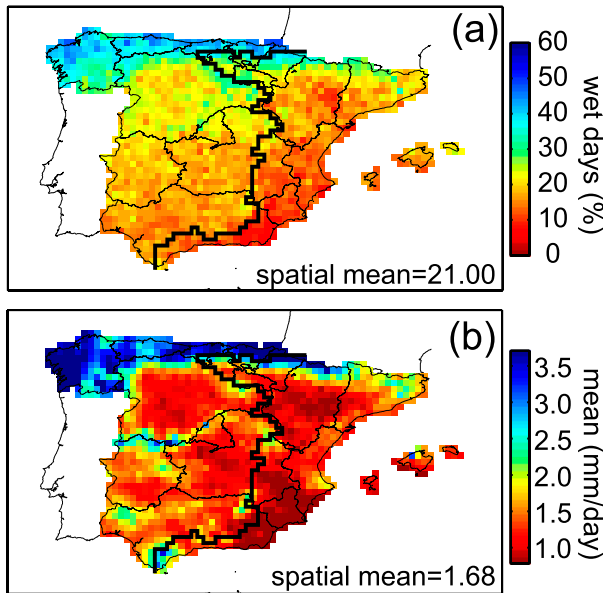 (a)
60
50
40
30
20
10
0
wet days (%)
spatial mean=21.00
(b)
3.5
3.0
2.5
2.0
1.5
1.0
mean (mm/day)
spatial mean=1.68